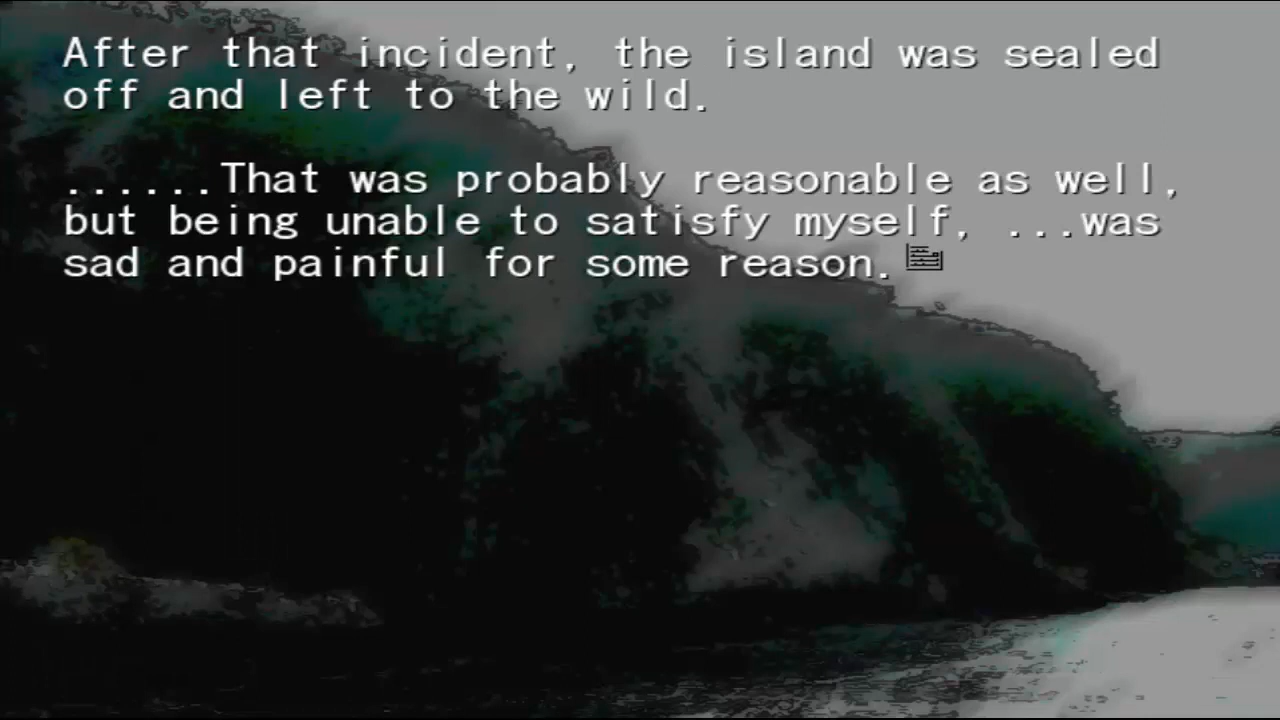 After that incident, the island was sealed
off and left to the wild.
......That was probably reasonable as well,
but being unable to satisfy myself, ...was
sad and painful for some reason.